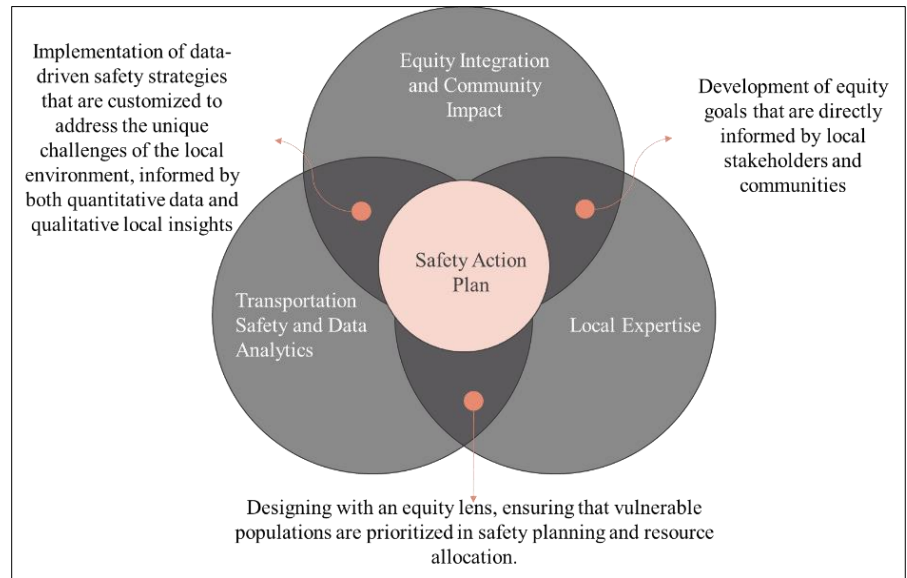 Implementation of data-
driven safety strategies
that are customized to
address the unique
challenges of the local
environment, informed by
both quantitative data and
qualitative local insights
Equity Integration
and Community
Impact
Development of equity
goals that are directly
informed by local
stakeholders and
communities
Safety Action
Plan
Transportation
Safety and Data
Analytics
Local Expertise
Designing with an equity lens, ensuring that vulnerable
populations are prioritized in safety planning and resource
allocation.